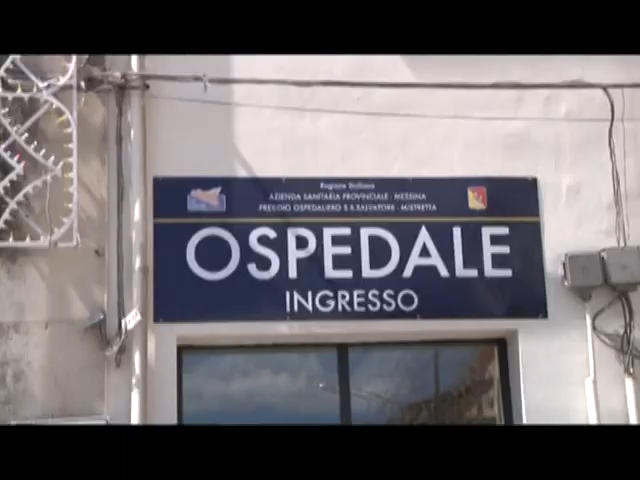 Regione Siciliana
AZIENDA SANITARIA PROVINCIALE - MESSINA
PRESIDIO OSPEDALIERO S.S. SALVATORE - MISTRETTA
OSPEDALE
INGRESSO